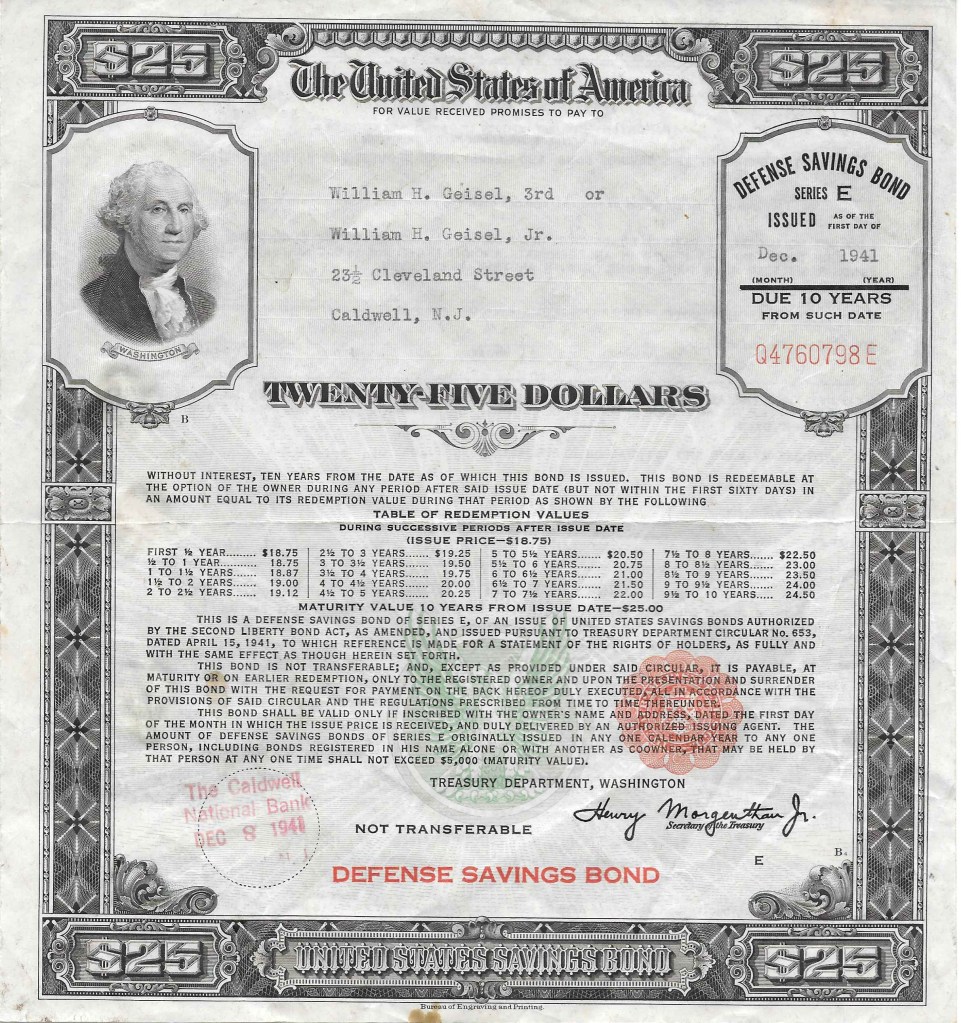 $25 $25
The United States of America
FOR VALUE RECEIVED PROMISES TO PAY TO
William H. Geisel, 3rd or
William H. Geisel, Jr.
23½ Cleveland Street
Caldwell, N.J.
WASHINGTON
DEFENSE SAVINGS BOND
SERIES E
ISSUED AS OF THE FIRST DAY OF
Dec. 1941
(MONTH) (YEAR)
DUE 10 YEARS
FROM SUCH DATE
Q4760798E
TWENTY-FIVE DOLLARS
B
WITHOUT INTEREST, TEN YEARS FROM THE DATE AS OF WHICH THIS BOND IS ISSUED. THIS BOND IS REDEEMABLE AT
THE OPTION OF THE OWNER DURING ANY PERIOD AFTER SAID ISSUE DATE (BUT NOT WITHIN THE FIRST SIXTY DAYS) IN
AN AMOUNT EQUAL TO ITS REDEMPTION VALUE DURING THAT PERIOD AS SHOWN BY THE FOLLOWING
TABLE OF REDEMPTION VALUES
DURING SUCCESSIVE PERIODS AFTER ISSUE DATE
(ISSUE PRICE—$18.75)
FIRST ½ YEAR........ $18.75 2½ TO 3 YEARS...... $19.25 5 TO 5½ YEARS...... $20.50 7½ TO 8 YEARS...... $22.50
½ TO 1 YEAR........ 18.75 3 TO 3½ YEARS...... 19.50 5½ TO 6 YEARS...... 20.75 8 TO 8½ YEARS...... 23.00
1 TO 1½ YEARS...... 18.87 3½ TO 4 YEARS...... 19.75 6 TO 6½ YEARS...... 21.00 8½ TO 9 YEARS...... 23.50
1½ TO 2 YEARS...... 19.00 4 TO 4½ YEARS...... 20.00 6½ TO 7 YEARS...... 21.50 9 TO 9½ YEARS...... 24.00
2 TO 2½ YEARS...... 19.12 4½ TO 5 YEARS...... 20.25 7 TO 7½ YEARS...... 22.00 9½ TO 10 YEARS..... 24.50
MATURITY VALUE 10 YEARS FROM ISSUE DATE—$25.00
THIS IS A DEFENSE SAVINGS BOND OF SERIES E, OF AN ISSUE OF UNITED STATES SAVINGS BONDS AUTHORIZED
BY THE SECOND LIBERTY BOND ACT, AS AMENDED, AND ISSUED PURSUANT TO TREASURY DEPARTMENT CIRCULAR No. 653,
DATED APRIL 15, 1941, TO WHICH REFERENCE IS MADE FOR A STATEMENT OF THE RIGHTS OF HOLDERS, AS FULLY AND
WITH THE SAME EFFECT AS THOUGH HEREIN SET FORTH.
THIS BOND IS NOT TRANSFERABLE; AND, EXCEPT AS PROVIDED UNDER SAID CIRCULAR, IT IS PAYABLE, AT
MATURITY OR ON EARLIER REDEMPTION, ONLY TO THE REGISTERED OWNER AND UPON THE PRESENTATION AND SURRENDER
OF THIS BOND WITH THE REQUEST FOR PAYMENT ON THE BACK HEREOF DULY EXECUTED, ALL IN ACCORDANCE WITH THE
PROVISIONS OF SAID CIRCULAR AND THE REGULATIONS PRESCRIBED FROM TIME TO TIME THEREUNDER.
THIS BOND SHALL BE VALID ONLY IF INSCRIBED WITH THE OWNER'S NAME AND ADDRESS, DATED THE FIRST DAY
OF THE MONTH IN WHICH THE ISSUE PRICE IS RECEIVED, AND DULY DELIVERED BY AN AUTHORIZED ISSUING AGENT. THE
AMOUNT OF DEFENSE SAVINGS BONDS OF SERIES E ORIGINALLY ISSUED IN ANY ONE CALENDAR YEAR TO ANY ONE
PERSON, INCLUDING BONDS REGISTERED IN HIS NAME ALONE OR WITH ANOTHER AS COOWNER, THAT MAY BE HELD BY
THAT PERSON AT ANY ONE TIME SHALL NOT EXCEED $5,000 (MATURITY VALUE).
TREASURY DEPARTMENT, WASHINGTON
The Caldwell
National Bank
DEC 8 1941
NOT TRANSFERABLE
Henry Morgenthau Jr.
Secretary of the Treasury
E B.
DEFENSE SAVINGS BOND
$25 UNITED STATES SAVINGS BOND $25
Bureau of Engraving and Printing.